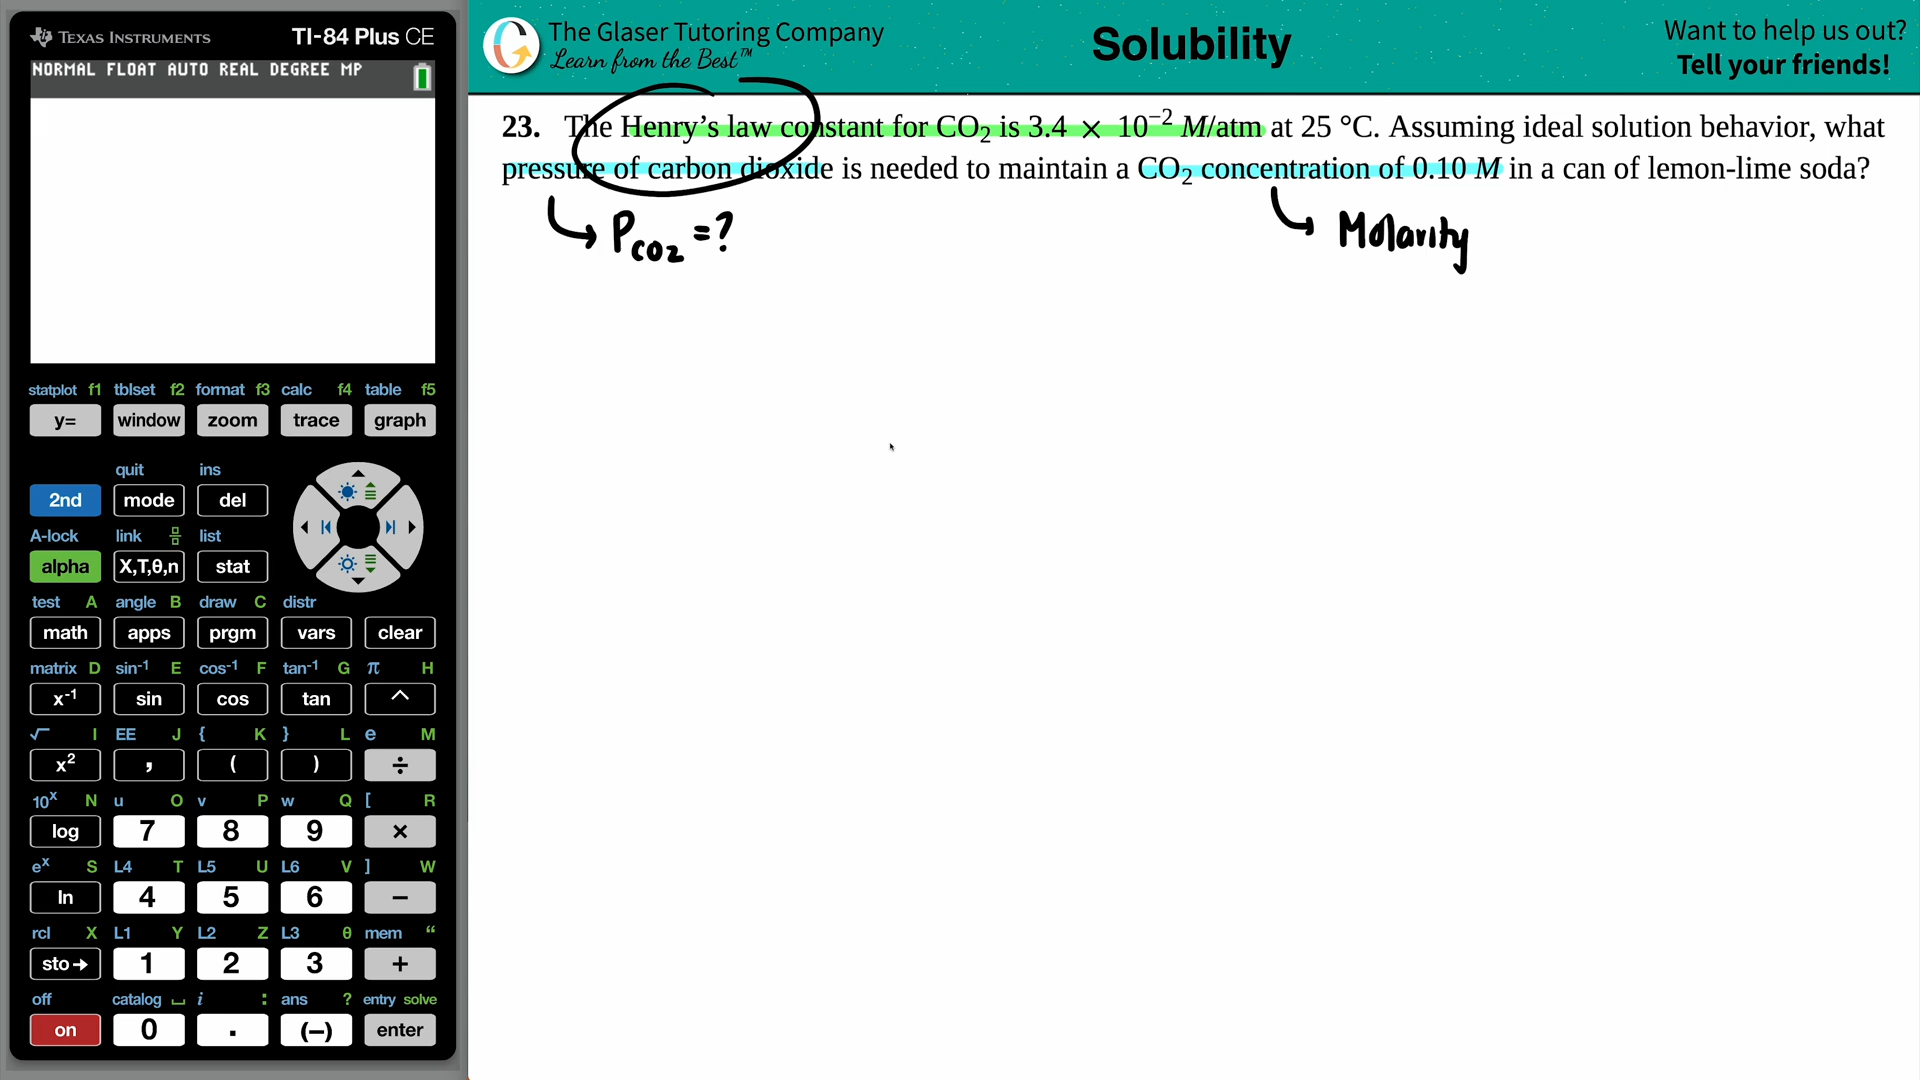 TEXAS INSTRUMENTS TI-84 Plus CE
NORMAL FLOAT AUTO REAL DEGREE MP
statplot f1 tblset f2 format f3 calc f4 table f5
y= window zoom trace graph
quit ins
2nd mode del
A-lock link list
alpha X,T,θ,n stat
test A angle B draw C distr
math apps prgm vars clear
matrix D sin⁻¹ E cos⁻¹ F tan⁻¹ G π H
x⁻¹ sin cos tan ^
√ I EE J { K } L e M
x² , ( ) ÷
10ˣ N u O v P w Q [ R
log 7 8 9 ×
eˣ S L4 T L5 U L6 V ] W
ln 4 5 6 −
rcl X L1 Y L2 Z L3 θ mem “
sto→ 1 2 3 +
off catalog ⎵ i : ans ? entry solve
on 0 . (–) enter
The Glaser Tutoring Company
Learn from the Best™
Solubility
Want to help us out?
Tell your friends!
23. The Henry’s law constant for CO₂ is 3.4 × 10⁻² M/atm at 25 °C. Assuming ideal solution behavior, what
pressure of carbon dioxide is needed to maintain a CO₂ concentration of 0.10 M in a can of lemon-lime soda?
P CO2 =?
Molarity